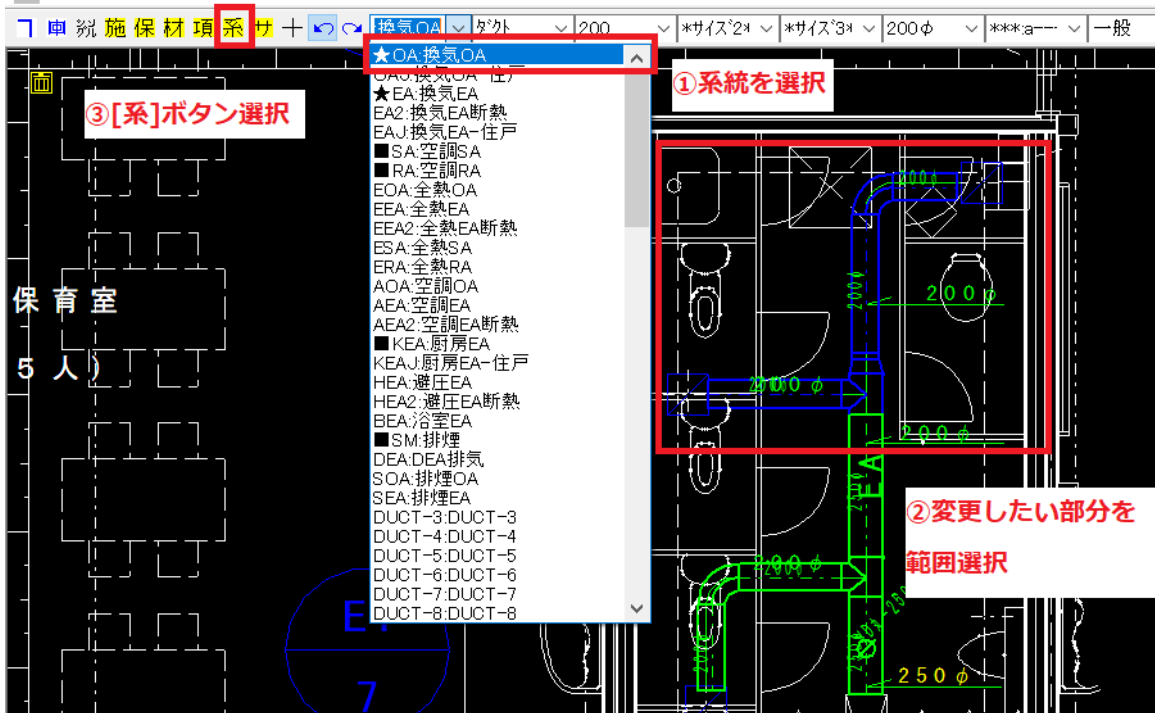 施 保 材 項 系 サ 換気OA ﾀﾞｸﾄ 200 *ｻｲｽﾞ2* *ｻｲｽﾞ3* 200φ ***:a--- 一般
★OA:換気OA
OAJ:換気OA-住戸
★EA:換気EA
EA2:換気EA断熱
EAJ:換気EA-住戸
■SA:空調SA
■RA:空調RA
EOA:全熱OA
EEA:全熱EA
EEA2:全熱EA断熱
ESA:全熱SA
ERA:全熱RA
AOA:空調OA
AEA:空調EA
AEA2:空調EA断熱
■KEA:厨房EA
KEAJ:厨房EA-住戸
HEA:避圧EA
HEA2:避圧EA断熱
BEA:浴室EA
■SM:排煙
DEA:DEA排気
SOA:排煙OA
SEA:排煙EA
DUCT-3:DUCT-3
DUCT-4:DUCT-4
DUCT-5:DUCT-5
DUCT-6:DUCT-6
DUCT-7:DUCT-7
DUCT-8:DUCT-8
①系統を選択
③[系]ボタン選択
②変更したい部分を
範囲選択
保育室
5人)
200φ
200φ
200φ
200φ
EA
250φ
7